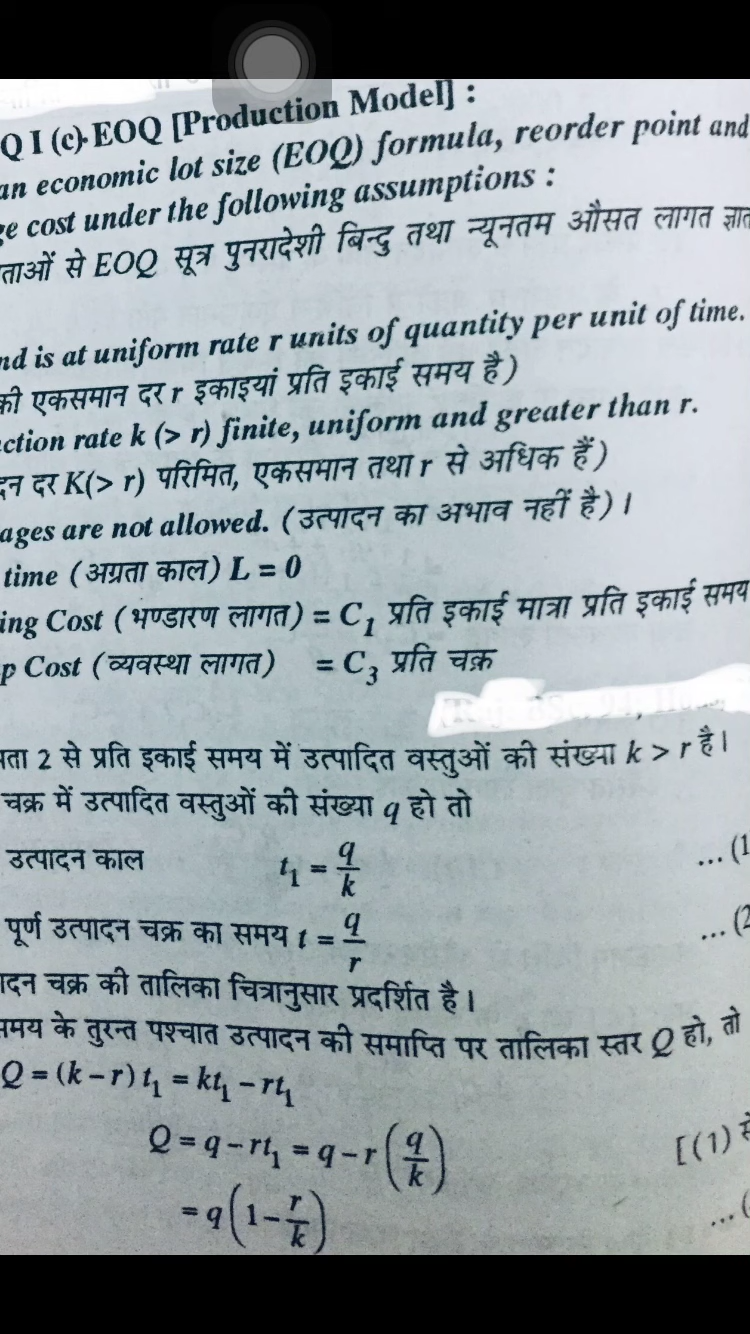 Q I (c)-EOQ [Production Model] :
an economic lot size (EOQ) formula, reorder point and
ge cost under the following assumptions :
ताओं से EOQ सूत्र पुनरादेशी बिन्दु तथा न्यूनतम औसत लागत ज्ञात
nd is at uniform rate r units of quantity per unit of time.
की एकसमान दर r इकाइयां प्रति इकाई समय है)
ction rate k (> r) finite, uniform and greater than r.
दन दर K(> r) परिमित, एकसमान तथा r से अधिक हैं)
ages are not allowed. (उत्पादन का अभाव नहीं है)।
time (अग्रता काल) L = 0
ing Cost (भण्डारण लागत) = C₁ प्रति इकाई मात्रा प्रति इकाई समय
p Cost (व्यवस्था लागत) = C₃ प्रति चक्र
यता 2 से प्रति इकाई समय में उत्पादित वस्तुओं की संख्या k > r है।
चक्र में उत्पादित वस्तुओं की संख्या q हो तो
उत्पादन काल t₁ = q/k ... (1
पूर्ण उत्पादन चक्र का समय t = q/r ... (2
ादन चक्र की तालिका चित्रानुसार प्रदर्शित है।
समय के तुरन्त पश्चात उत्पादन की समाप्ति पर तालिका स्तर Q हो, तो
Q = (k – r) t₁ = kt₁ – rt₁
Q = q – rt₁ = q – r (q/k) [(1) से
= q (1 – r/k) ... (